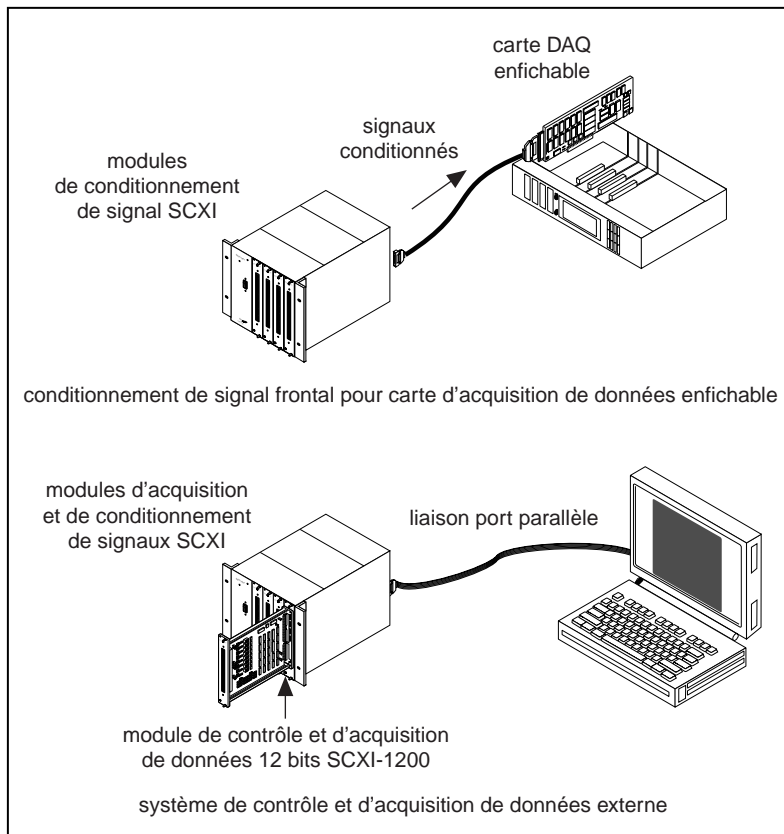 carte DAQ
enfichable
signaux
conditionnés
modules
de conditionnement
de signal SCXI
conditionnement de signal frontal pour carte d'acquisition de données enfichable
modules d'acquisition
et de conditionnement
de signaux SCXI
liaison port parallèle
module de contrôle et d'acquisition
de données 12 bits SCXI-1200
système de contrôle et d'acquisition de données externe